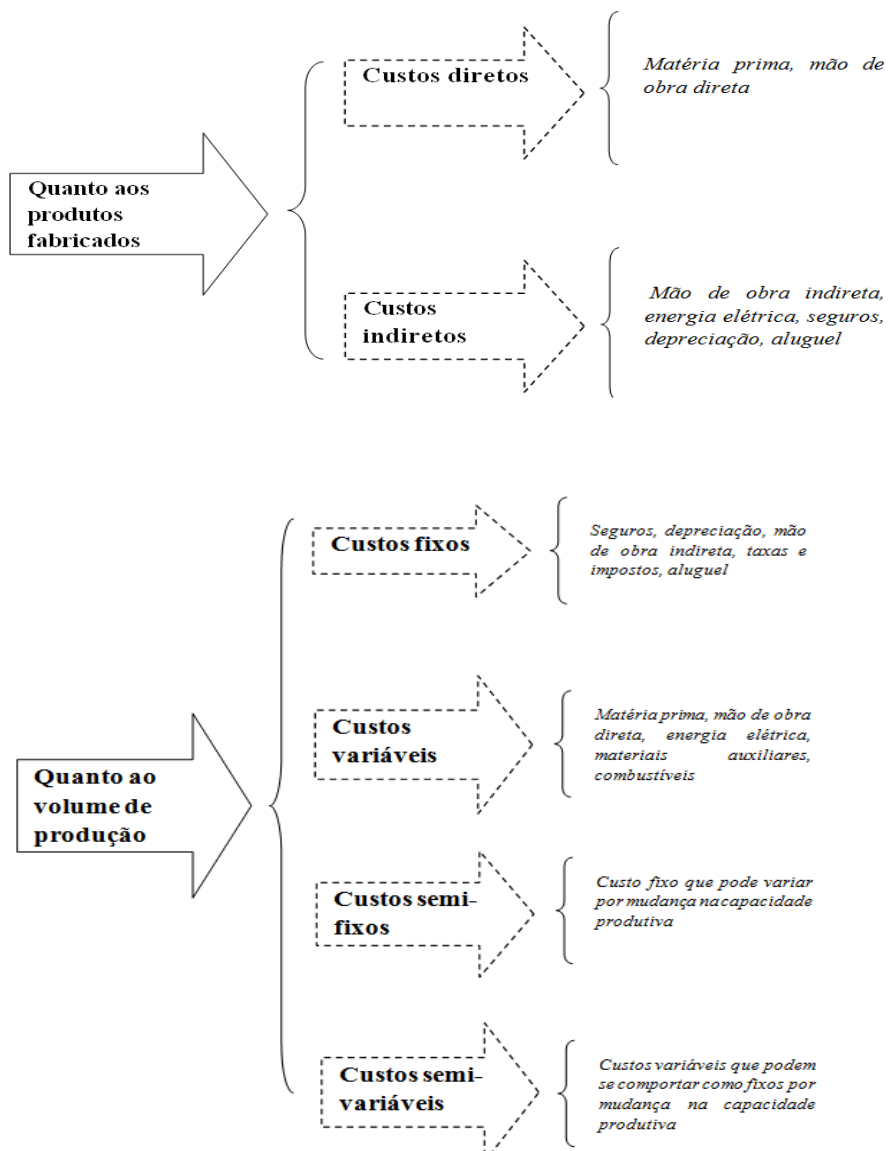 Quanto aos
produtos
fabricados
Custos diretos
Matéria prima, mão de
obra direta
Custos
indiretos
Mão de obra indireta,
energia elétrica, seguros,
depreciação, aluguel
Quanto ao
volume de
produção
Custos fixos
Seguros, depreciação, mão
de obra indireta, taxas e
impostos, aluguel
Custos
variáveis
Matéria prima, mão de obra
direta, energia elétrica,
materiais auxiliares,
combustíveis
Custos semi-
fixos
Custo fixo que pode variar
por mudança na capacidade
produtiva
Custos semi-
variáveis
Custos variáveis que podem
se comportar como fixos por
mudança na capacidade
produtiva